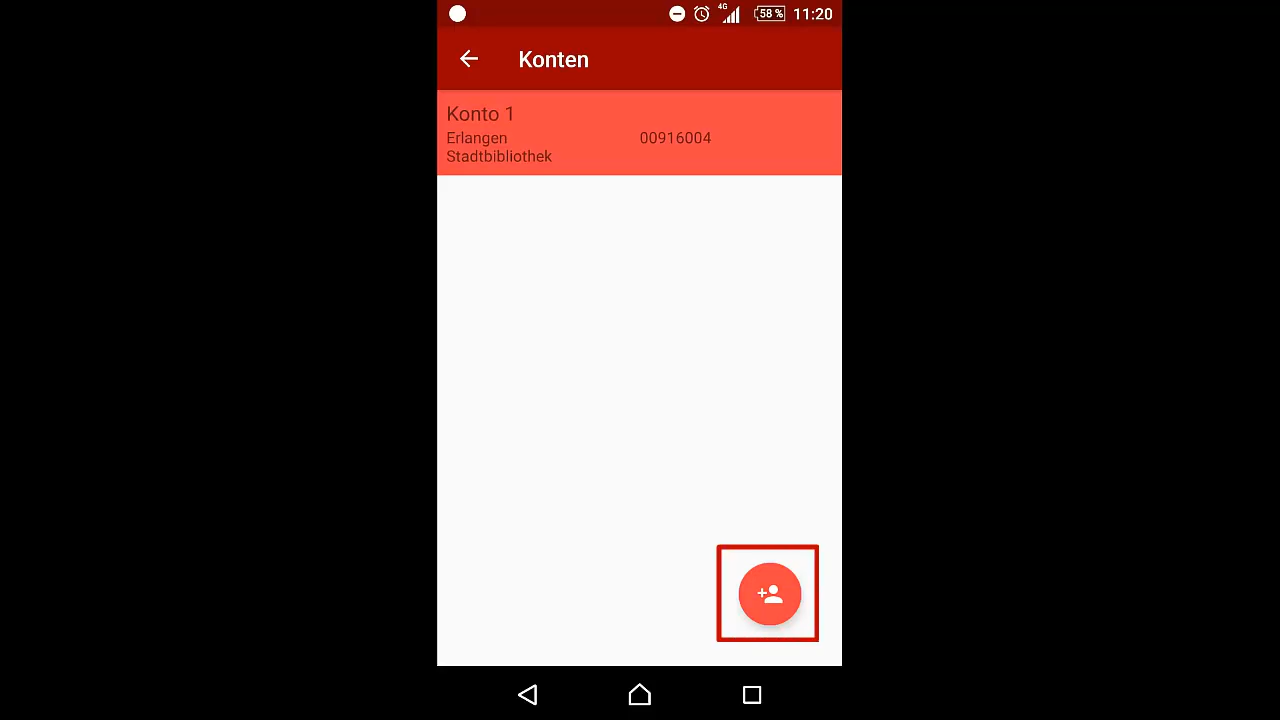 4G 58 % 11:20
Konten
Konto 1
Erlangen 00916004
Stadtbibliothek